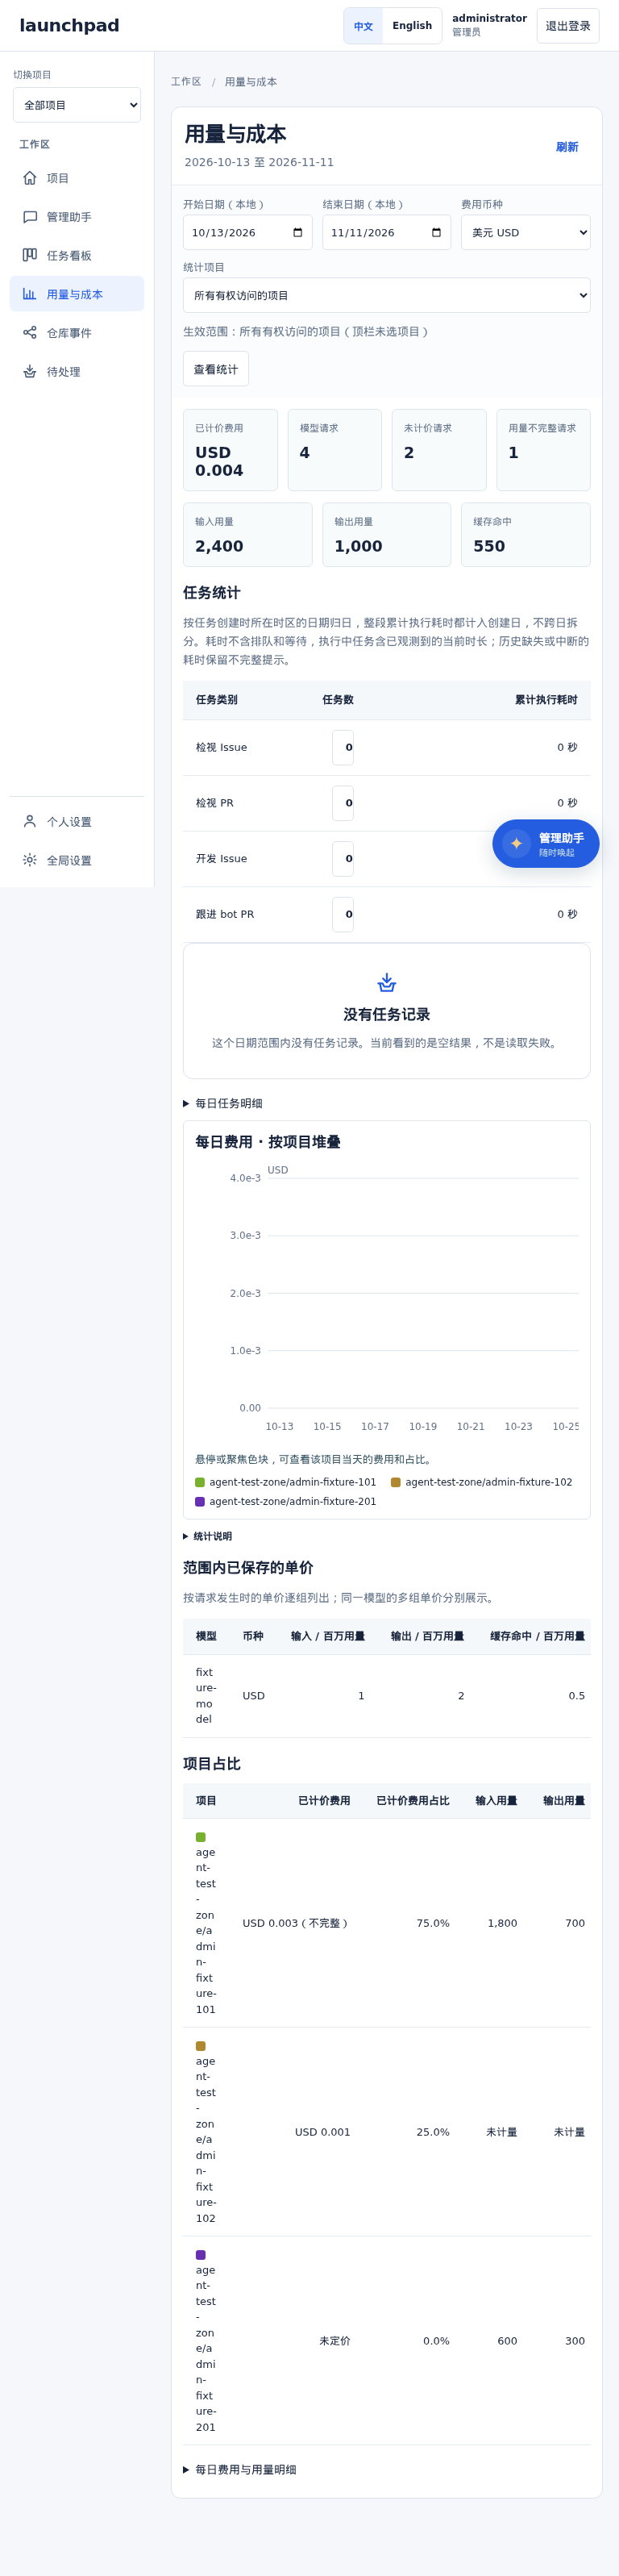 launchpad
中文 English
administrator
管理员
退出登录
切换项目
全部项目
工作区
项目
管理助手
任务看板
用量与成本
仓库事件
待处理
个人设置
全局设置
工作区 / 用量与成本
用量与成本
2026-10-13 至 2026-11-11
刷新
开始日期（本地） 结束日期（本地） 费用币种
10/13/2026 11/11/2026 美元 USD
统计项目
所有有权访问的项目
生效范围：所有有权访问的项目（顶栏未选项目）
查看统计
已计价费用 模型请求 未计价请求 用量不完整请求
USD 4 2 1
0.004
输入用量 输出用量 缓存命中
2,400 1,000 550
任务统计
按任务创建时所在时区的日期归日，整段累计执行耗时都计入创建日，不跨日拆
分。耗时不含排队和等待，执行中任务含已观测到的当前时长；历史缺失或中断的
耗时保留不完整提示。
任务类别 任务数 累计执行耗时
检视 Issue 0 0 秒
检视 PR 0 0 秒
开发 Issue 0
管理助手
随时唤起
跟进 bot PR 0 0 秒
没有任务记录
这个日期范围内没有任务记录。当前看到的是空结果，不是读取失败。
每日任务明细
每日费用 · 按项目堆叠
USD
4.0e-3
3.0e-3
2.0e-3
1.0e-3
0.00
10-13 10-15 10-17 10-19 10-21 10-23 10-25
悬停或聚焦色块，可查看该项目当天的费用和占比。
agent-test-zone/admin-fixture-101 agent-test-zone/admin-fixture-102
agent-test-zone/admin-fixture-201
统计说明
范围内已保存的单价
按请求发生时的单价逐组列出；同一模型的多组单价分别展示。
模型 币种 输入 / 百万用量 输出 / 百万用量 缓存命中 / 百万用量
fixt
ure-
mo
del
USD 1 2 0.5
项目占比
项目 已计价费用 已计价费用占比 输入用量 输出用量
age
nt-
test
-
zon
e/a
dmi
n-
fixt
ure-
101
USD 0.003（不完整） 75.0% 1,800 700
age
nt-
test
-
zon
e/a
dmi
n-
fixt
ure-
102
USD 0.001 25.0% 未计量 未计量
age
nt-
test
-
zon
e/a
dmi
n-
fixt
ure-
201
未定价 0.0% 600 300
每日费用与用量明细